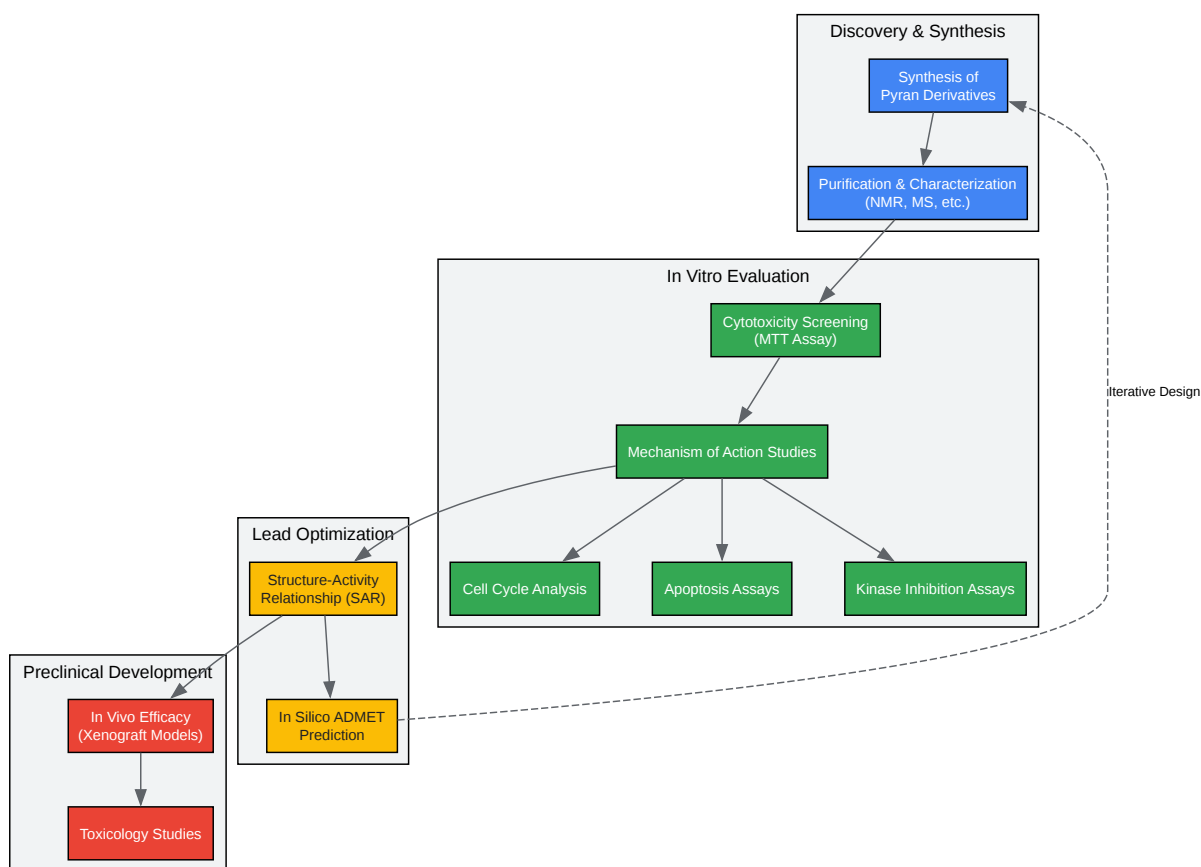 Discovery & Synthesis
Synthesis of
Pyran Derivatives
Purification & Characterization
(NMR, MS, etc.)
In Vitro Evaluation
Cytotoxicity Screening
(MTT Assay)
Iterative Design
Mechanism of Action Studies
Cell Cycle Analysis
Apoptosis Assays
Kinase Inhibition Assays
Lead Optimization
Structure-Activity
Relationship (SAR)
In Silico ADMET
Prediction
Preclinical Development
In Vivo Efficacy
(Xenograft Models)
Toxicology Studies